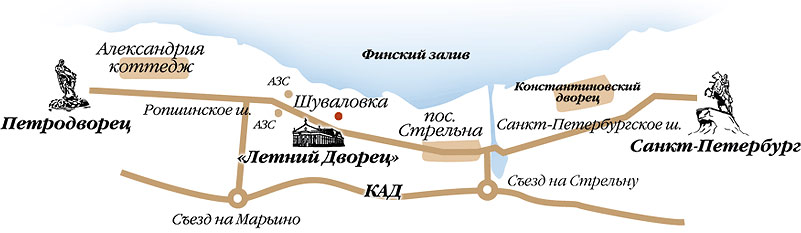 Александрия
коттедж
Финский залив
АЗС
Шуваловка
Константиновский
дворец
Ропшинское ш.
АЗС
пос.
Стрельна
Санкт-Петербургское ш.
Петродворец
«Летний Дворец»
Санкт-Петербург
КАД
Съезд на Стрельну
Съезд на Марьино